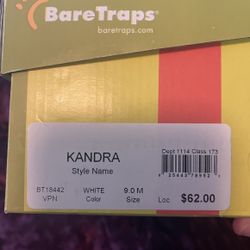 BareTraps®
baretraps.com
KANDRA
Style Name
Dept 1114 Class 173
BT18442 WHITE 9.0 M
VPN Color Size Loc $62.00